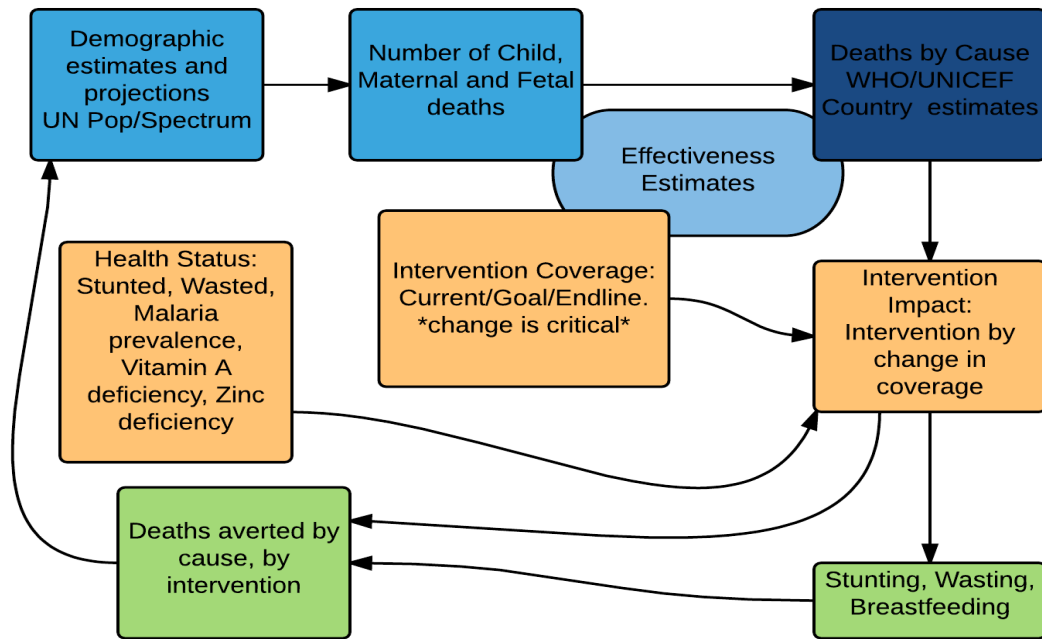 Demographic
estimates and
projections
UN Pop/Spectrum
Number of Child,
Maternal and Fetal
deaths
Deaths by Cause
WHO/UNICEF
Country estimates
Effectiveness
Estimates
Health Status:
Stunted, Wasted,
Malaria
prevalence,
Vitamin A
deficiency, Zinc
deficiency
Intervention Coverage:
Current/Goal/Endline.
*change is critical*
Intervention
Impact:
Intervention by
change in
coverage
Deaths averted by
cause, by
intervention
Stunting, Wasting,
Breastfeeding